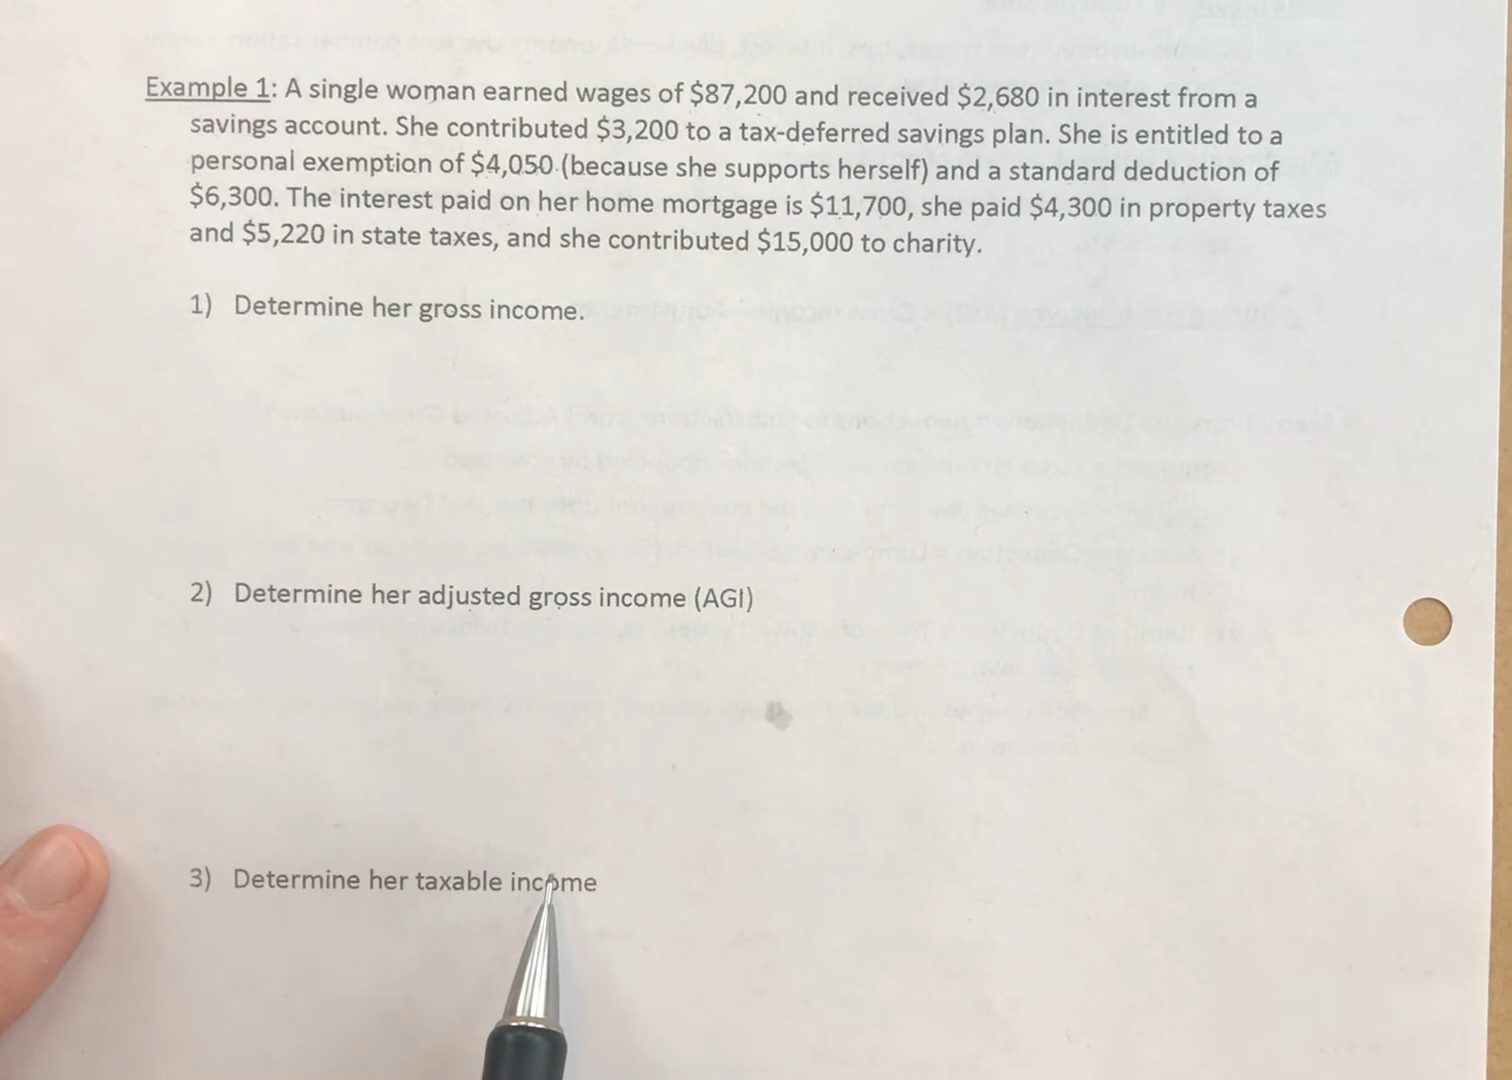 Example 1: A single woman earned wages of $87,200 and received $2,680 in interest from a
savings account. She contributed $3,200 to a tax-deferred savings plan. She is entitled to a
personal exemption of $4,050 (because she supports herself) and a standard deduction of
$6,300. The interest paid on her home mortgage is $11,700, she paid $4,300 in property taxes
and $5,220 in state taxes, and she contributed $15,000 to charity.
1) Determine her gross income.
2) Determine her adjusted gross income (AGI)
3) Determine her taxable income